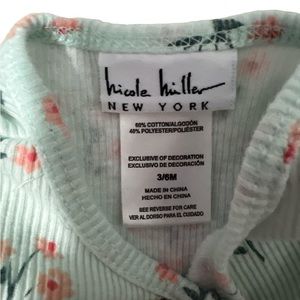 nicole miller
NEW YORK
60% COTTON/ALGODÓN
40% POLYESTER/POLIÉSTER
EXCLUSIVE OF DECORATION
EXCLUSIVO DE DECORACIÓN
3/6M
MADE IN CHINA
HECHO EN CHINA
SEE REVERSE FOR CARE
VER AL DORSO PARA EL CUIDADO